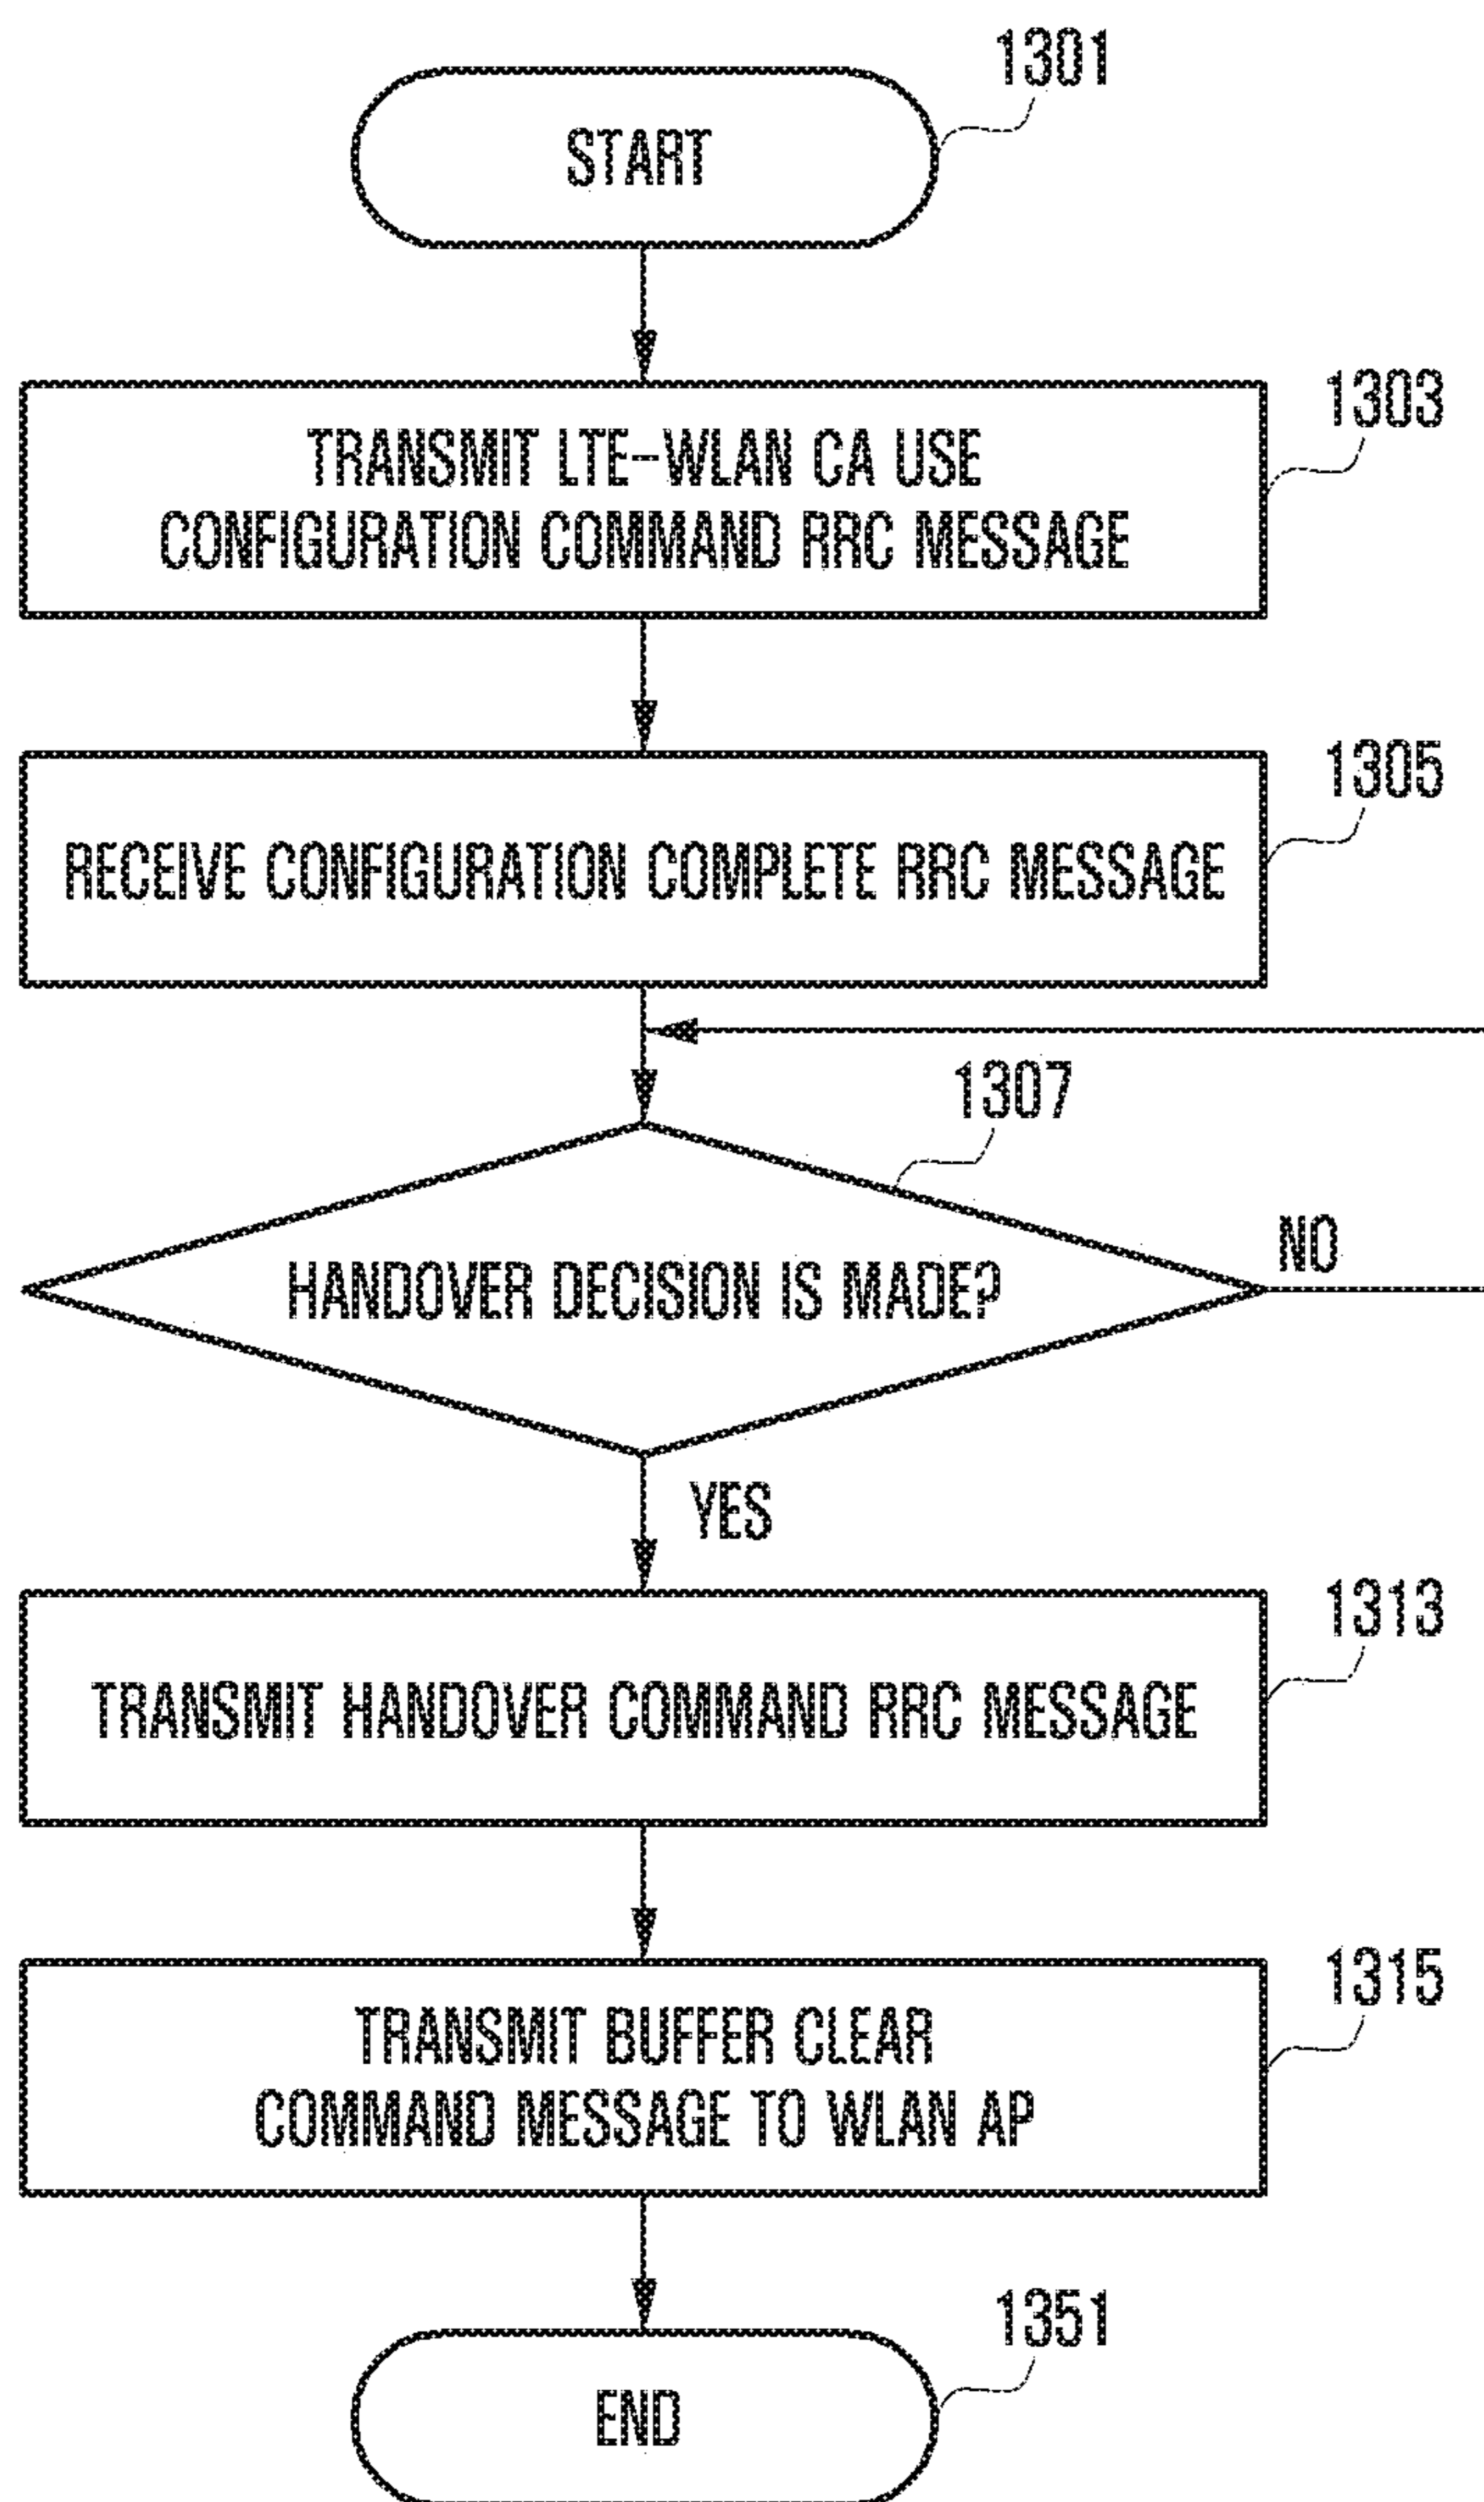 1301
START
1303
TRANSMIT LTE-WLAN CA USE
CONFIGURATION COMMAND RRC MESSAGE
1305
RECEIVE CONFIGURATION COMPLETE RRC MESSAGE
1307
HANDOVER DECISION IS MADE?
NO
YES
1313
TRANSMIT HANDOVER COMMAND RRC MESSAGE
1315
TRANSMIT BUFFER CLEAR
COMMAND MESSAGE TO WLAN AP
1351
END